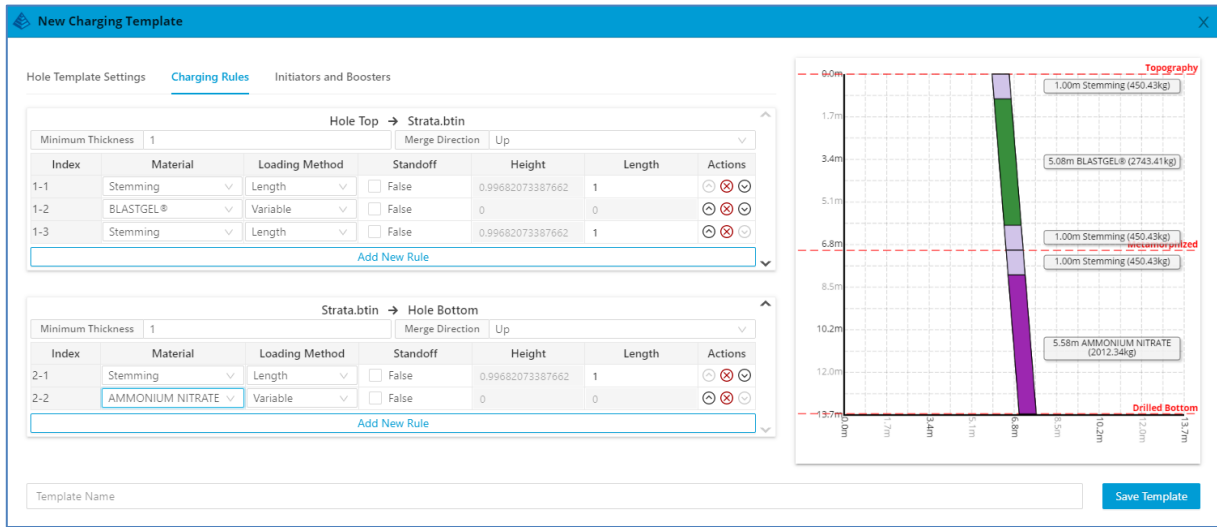 New Charging Template
X
Hole Template Settings Charging Rules Initiators and Boosters
Hole Top → Strata.btin
Minimum Thickness 1 Merge Direction Up
Index Material Loading Method Standoff Height Length Actions
1-1 Stemming Length False 0.99682073387662 1
1-2 BLASTGEL® Variable False 0 0
1-3 Stemming Length False 0.99682073387662 1
Add New Rule
Strata.btin → Hole Bottom
Minimum Thickness 1 Merge Direction Up
Index Material Loading Method Standoff Height Length Actions
2-1 Stemming Length False 0.99682073387662 1
2-2 AMMONIUM NITRATE Variable False 0 0
Add New Rule
Topography
0.0m
1.00m Stemming (450.43kg)
1.7m
3.4m
5.08m BLASTGEL® (2743.41kg)
5.1m
1.00m Stemming (450.43kg)
6.8m
Metamorphized
1.00m Stemming (450.43kg)
8.5m
10.2m
5.58m AMMONIUM NITRATE
(2012.34kg)
12.0m
Drilled Bottom
13.7m
0.0m 1.7m 3.4m 5.1m 6.8m 8.5m 10.2m 12.0m 13.7m
Template Name
Save Template